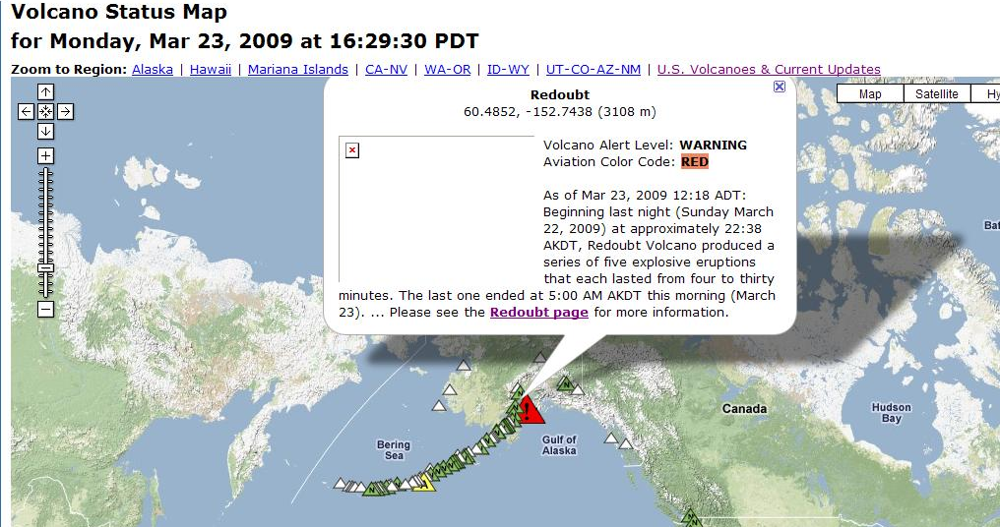 Volcano Status Map
for Monday, Mar 23, 2009 at 16:29:30 PDT
Zoom to Region: Alaska | Hawaii | Mariana Islands | CA-NV | WA-OR | ID-WY | UT-CO-AZ-NM | U.S. Volcanoes & Current Updates
Map Satellite Hy
Redoubt
60.4852, -152.7438 (3108 m)
Volcano Alert Level: WARNING
Aviation Color Code: RED
As of Mar 23, 2009 12:18 ADT:
Beginning last night (Sunday March
22, 2009) at approximately 22:38
AKDT, Redoubt Volcano produced a
series of five explosive eruptions
that each lasted from four to thirty
minutes. The last one ended at 5:00 AM AKDT this morning (March
23). ... Please see the Redoubt page for more information.
Baf
Canada
Hudson
Bay
Bering
Sea
Gulf of
Alaska